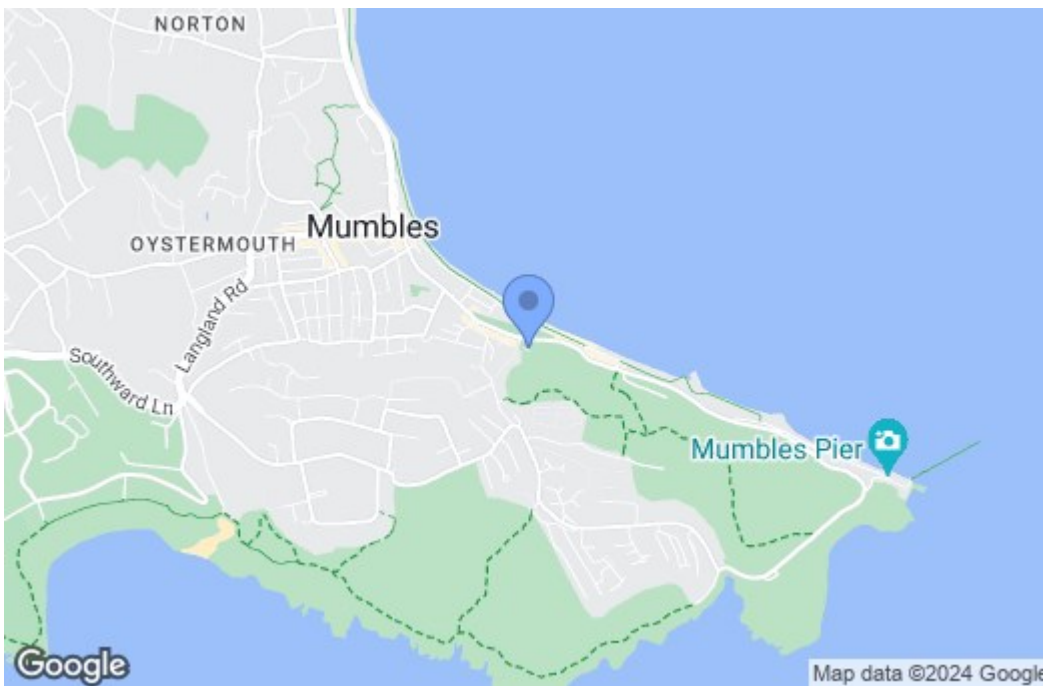 NORTON
Mumbles
OYSTERMOUTH
Langland Rd
Southward Ln
Mumbles Pier
Google
Map data ©2024 Google